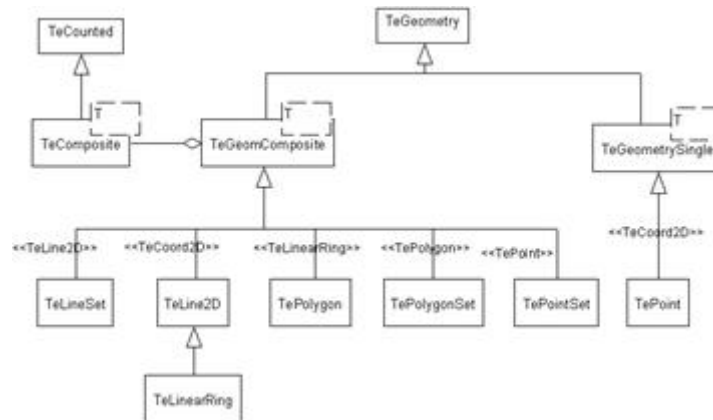 TeCounted
TeGeometry
T
T
T
TeComposite
TeGeomComposite
TeGeometrySingle
<<TeLine2D>>
<<TeCoord2D>>
<<TeLinearRing>>
<<TePolygon>>
<<TePoint>>
<<TeCoord2D>>
TeLineSet
TeLine2D
TePolygon
TePolygonSet
TePointSet
TePoint
TeLinearRing